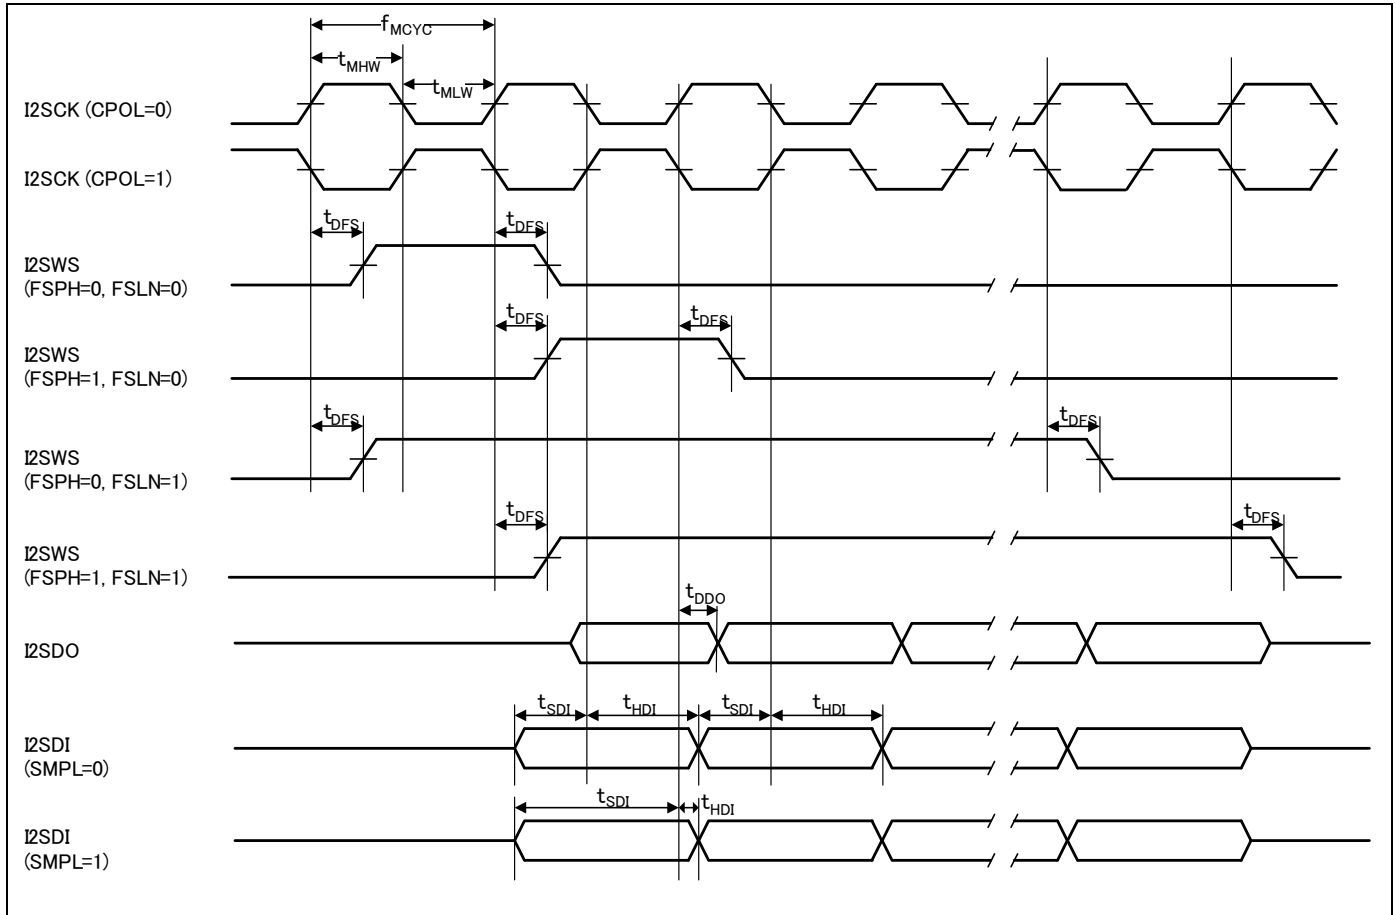 fMCYC
tMHW
tMLW
I2SCK (CPOL=0)
I2SCK (CPOL=1)
tDFS tDFS
I2SWS
(FSPH=0, FSLN=0)
tDFS tDFS
I2SWS
(FSPH=1, FSLN=0)
tDFS tDFS
I2SWS
(FSPH=0, FSLN=1)
tDFS tDFS
I2SWS
(FSPH=1, FSLN=1)
tDDO
I2SDO
tSDI tHDI tSDI tHDI
I2SDI
(SMPL=0)
tSDI tHDI
I2SDI
(SMPL=1)